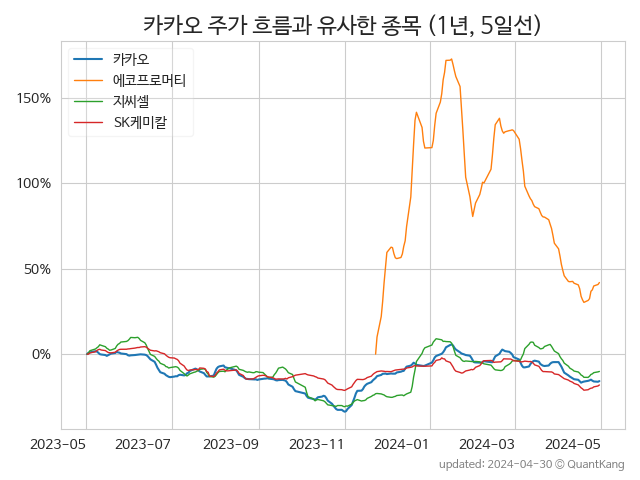 카카오 주가 흐름과 유사한 종목 (1년, 5일선)
카카오
에코프로머티
지씨셀
SK케미칼
150%
100%
50%
0%
2023-05 2023-07 2023-09 2023-11 2024-01 2024-03 2024-05
updated: 2024-04-30 © QuantKang